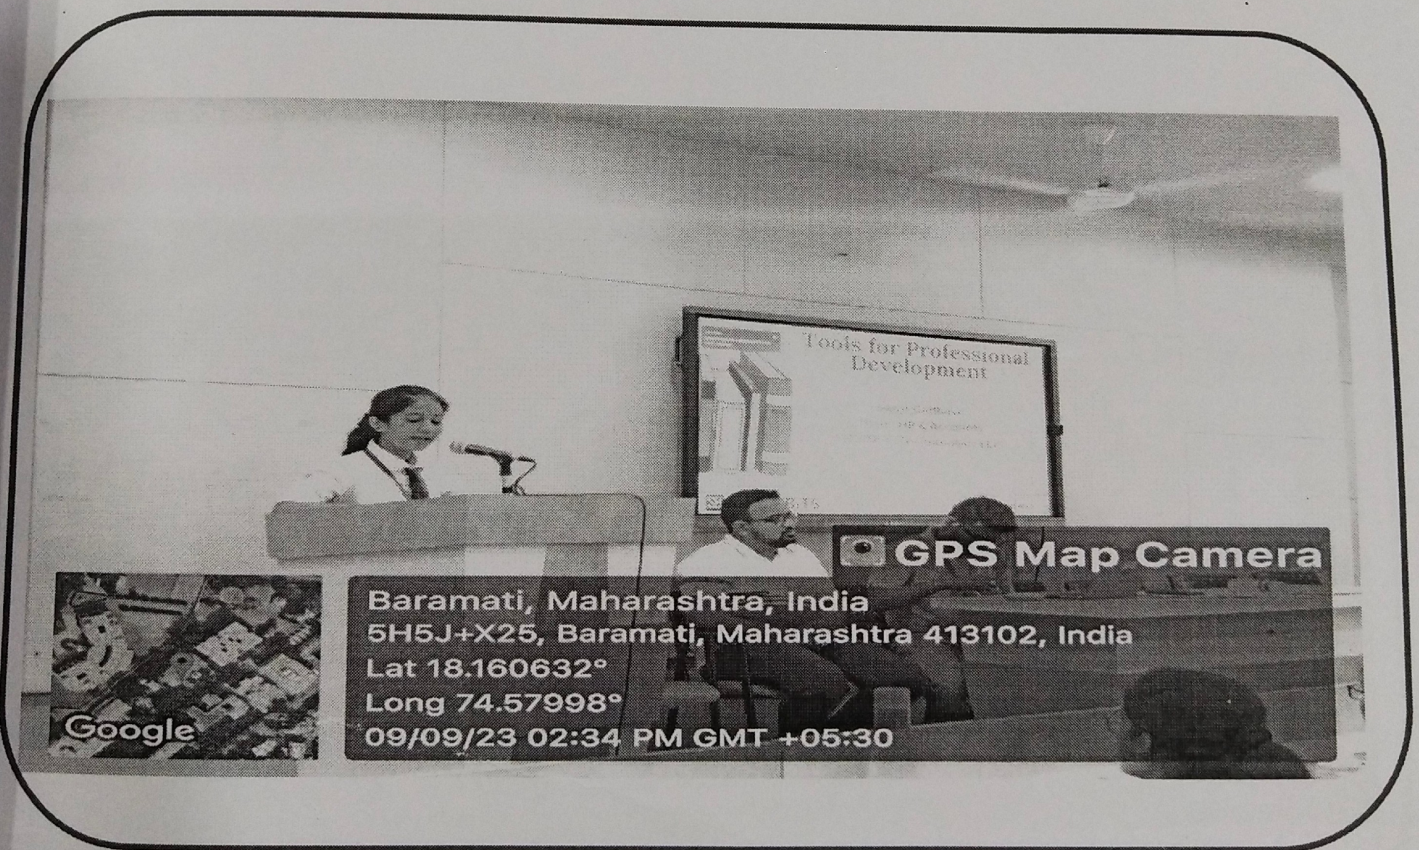 Tools for Professional
Development
GPS Map Camera
Baramati, Maharashtra, India
5H5J+X25, Baramati, Maharashtra 413102, India
Lat 18.160632°
Long 74.57998°
09/09/23 02:34 PM GMT +05:30
Google